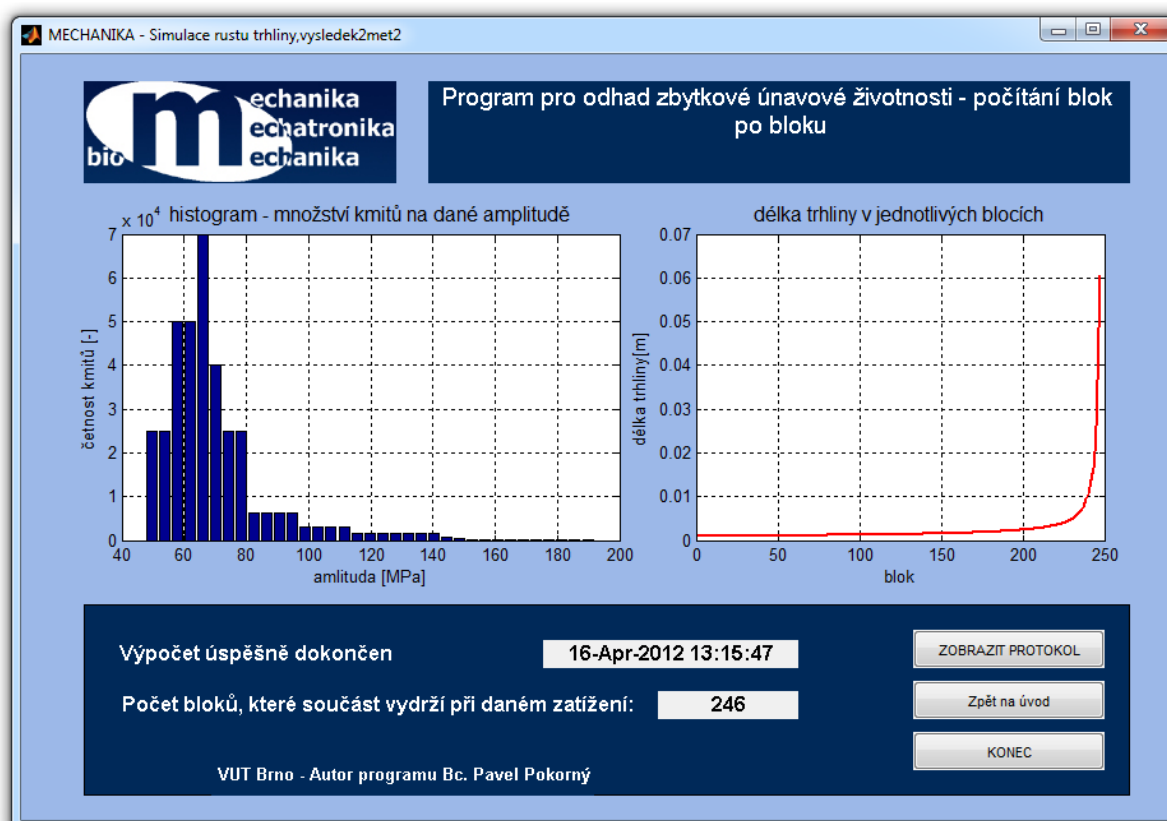 MECHANIKA - Simulace rustu trhliny,vysledek2met2
echanika
echatronika
bio
echanika
m
Program pro odhad zbytkové únavové životnosti - počítání blok
po bloku
x 10^4 histogram - množství kmitů na dané amplitudě
7
6
5
4
3
2
1
0
40 60 80 100 120 140 160 180 200
četnost kmitů [-]
amlituda [MPa]
délka trhliny v jednotlivých blocích
0.07
0.06
0.05
0.04
0.03
0.02
0.01
0
0 50 100 150 200 250
délka trhliny[m]
blok
Výpočet úspěšně dokončen
16-Apr-2012 13:15:47
ZOBRAZIT PROTOKOL
Počet bloků, které součást vydrží při daném zatížení:
246
Zpět na úvod
KONEC
VUT Brno - Autor programu Bc. Pavel Pokorný